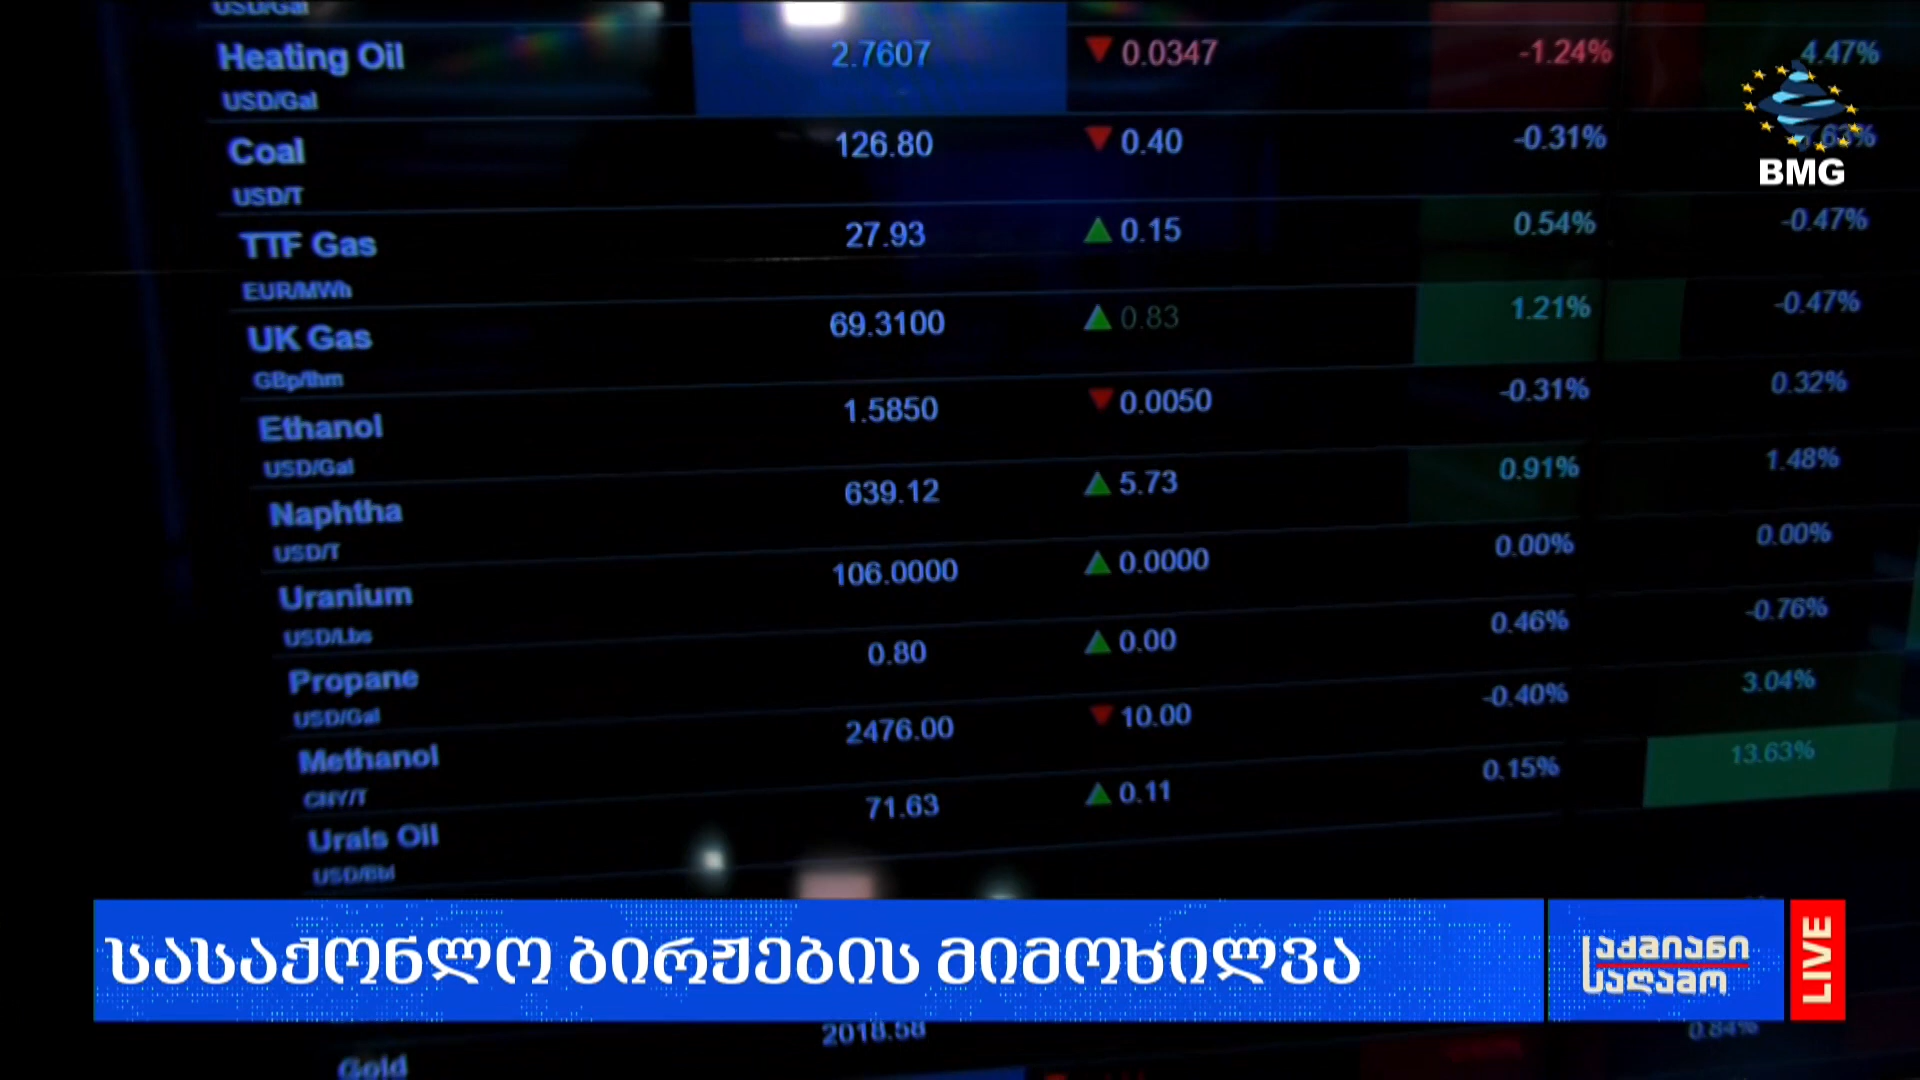 USD/Gal
Heating Oil 2.7607 0.0347 -1.24% 4.47%
USD/Gal
Coal 126.80 0.40 -0.31%
USD/T
TTF Gas 27.93 0.15 0.54% -0.47%
EUR/MWh
UK Gas 69.3100 0.83 1.21% -0.47%
GBp/thm
Ethanol 1.5850 0.0050 -0.31% 0.32%
USD/Gal
Naphtha 639.12 5.73 0.91% 1.48%
USD/T
Uranium 106.0000 0.0000 0.00% 0.00%
USD/Lbs
Propane 0.80 0.00 0.46% -0.76%
USD/Gal
Methanol 2476.00 10.00 -0.40% 3.04%
CNY/T
Urals Oil 71.63 0.11 0.15% 13.63%
USD/Bbl
BMG
სასაქონლო ბირჟების მიმოხილვა
საქმიანი
საღამო
LIVE
Gold 2018.58 0.84%